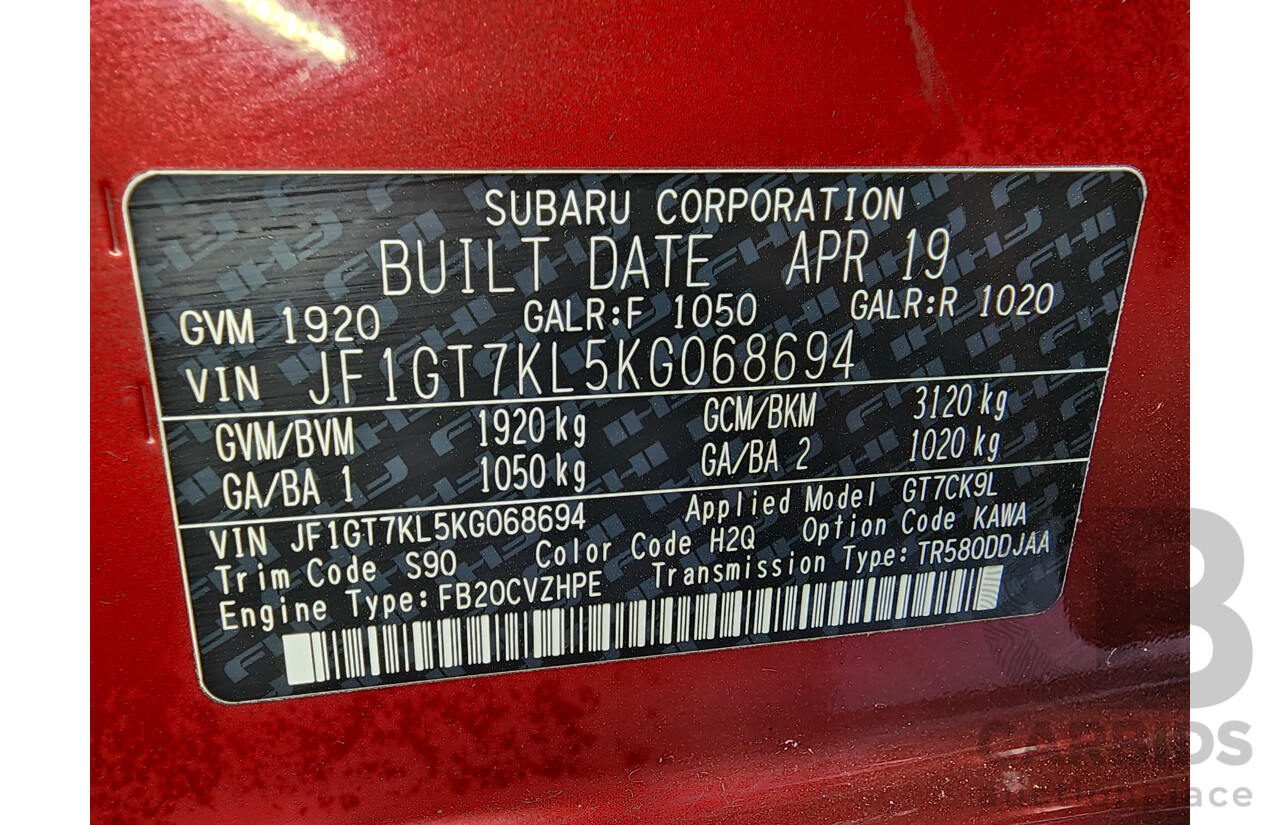 SUBARU CORPORATION
BUILT DATE APR 19
GVM 1920 GALR:F 1050 GALR:R 1020
VIN JF1GT7KL5KG068694
GVM/BVM 1920 kg GCM/BKM 3120 kg
GA/BA 1 1050 kg GA/BA 2 1020 kg
VIN JF1GT7KL5KG068694 Applied Model GT7CK9L
Trim Code S90 Color Code H2Q Option Code KAWA
Engine Type: FB20CVZHPE Transmission Type: TR580DDJAA
CARBIDS
auctionplace